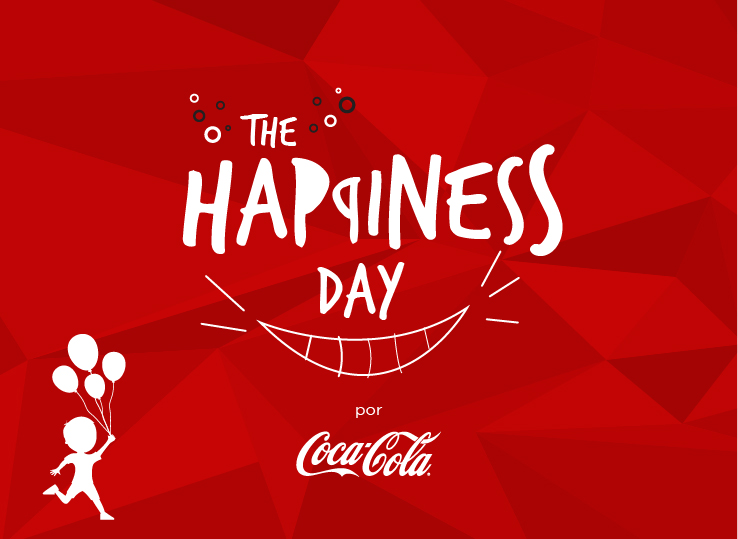 THE
HAPPINESS
DAY
por
Coca-Cola